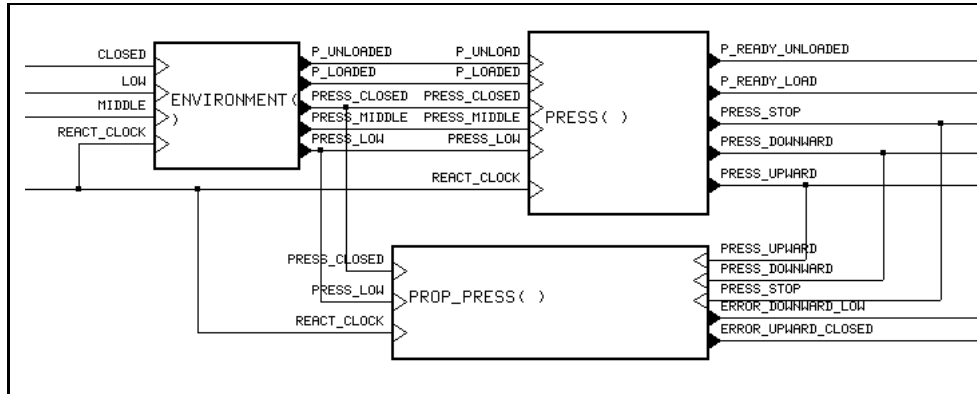 CLOSED
LOW
MIDDLE
REACT_CLOCK
ENVIRONMENT(
)
P_UNLOADED
P_LOADED
PRESS_CLOSED
PRESS_MIDDLE
PRESS_LOW
P_UNLOAD
P_LOADED
PRESS_CLOSED
PRESS_MIDDLE
PRESS_LOW
REACT_CLOCK
PRESS( )
P_READY_UNLOADED
P_READY_LOAD
PRESS_STOP
PRESS_DOWNWARD
PRESS_UPWARD
PRESS_CLOSED
PRESS_LOW
REACT_CLOCK
PROP_PRESS( )
PRESS_UPWARD
PRESS_DOWNWARD
PRESS_STOP
ERROR_DOWNWARD_LOW
ERROR_UPWARD_CLOSED